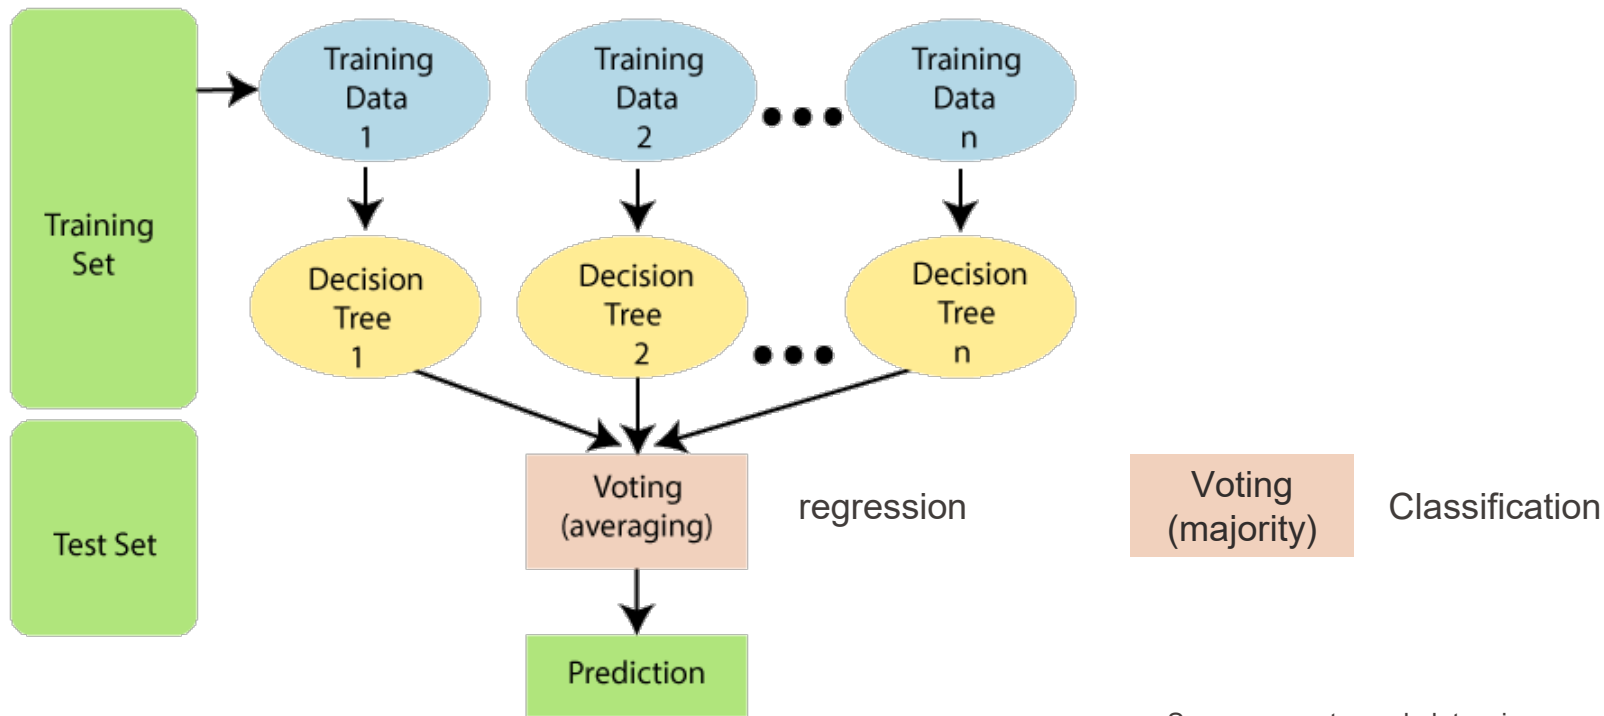 Training
Data
1
Training
Data
2
Training
Data
n
Training
Set
Decision
Tree
1
Decision
Tree
2
Decision
Tree
n
Voting
(averaging)
regression
Voting
(majority)
Classification
Test Set
Prediction